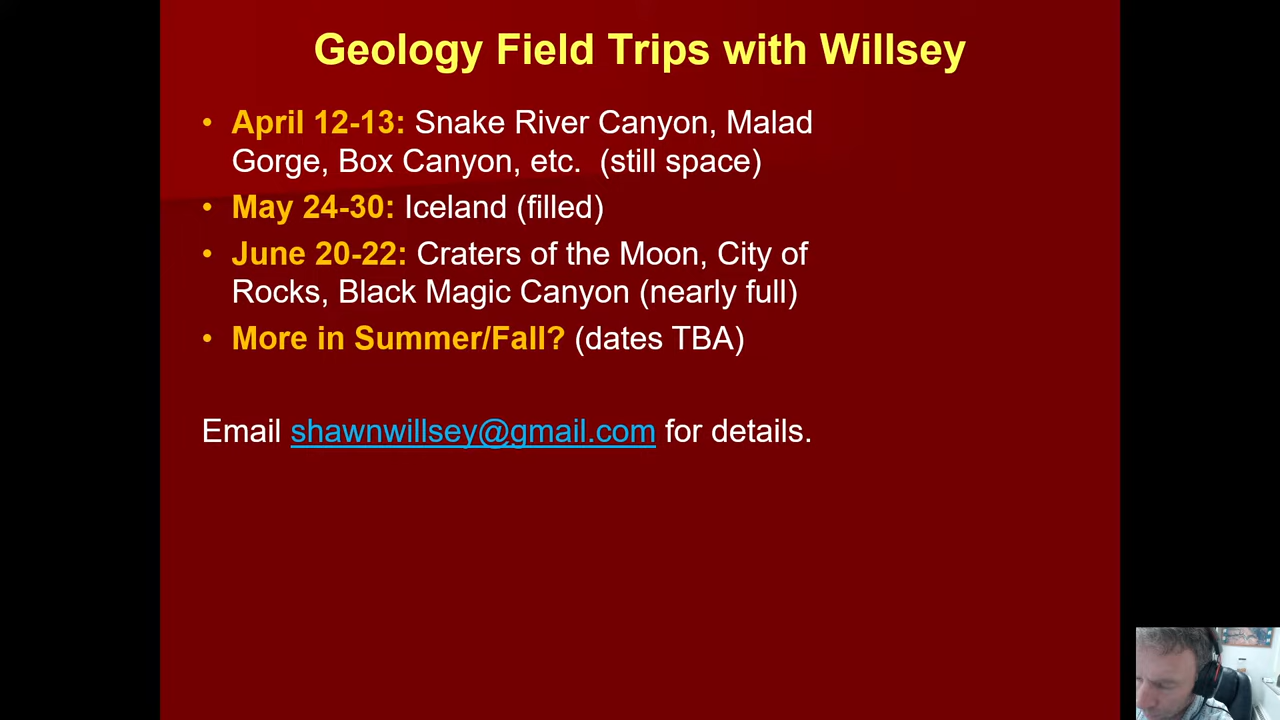 Geology Field Trips with Willsey
• April 12-13: Snake River Canyon, Malad
Gorge, Box Canyon, etc.  (still space)
• May 24-30: Iceland (filled)
• June 20-22: Craters of the Moon, City of
Rocks, Black Magic Canyon (nearly full)
• More in Summer/Fall? (dates TBA)
Email shawnwillsey@gmail.com for details.